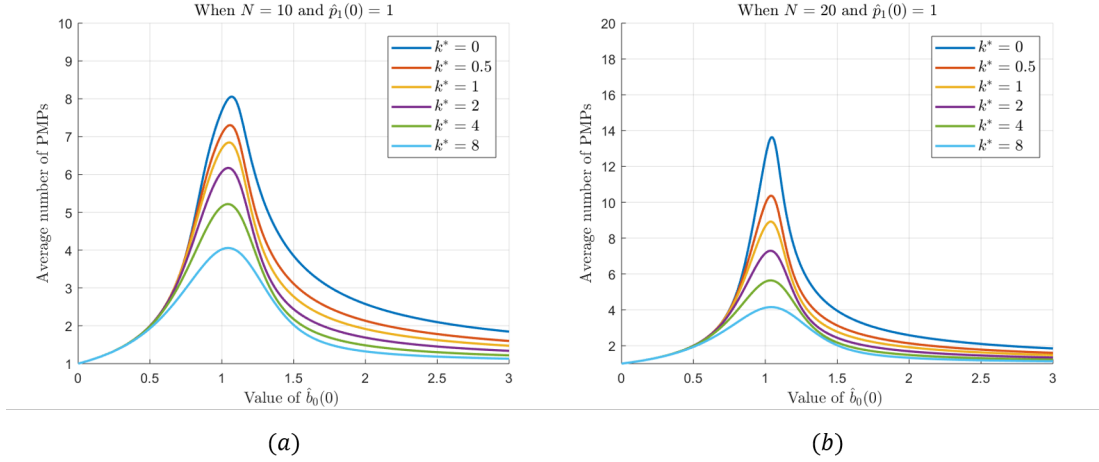 When N = 10 and p̂₁(0) = 1
10
9
8
7
6
5
4
3
2
1
Average number of PMPs
k* = 0
k* = 0.5
k* = 1
k* = 2
k* = 4
k* = 8
0 0.5 1 1.5 2 2.5 3
Value of b̂₀(0)
(a)
When N = 20 and p̂₁(0) = 1
20
18
16
14
12
10
8
6
4
2
Average number of PMPs
k* = 0
k* = 0.5
k* = 1
k* = 2
k* = 4
k* = 8
0 0.5 1 1.5 2 2.5 3
Value of b̂₀(0)
(b)